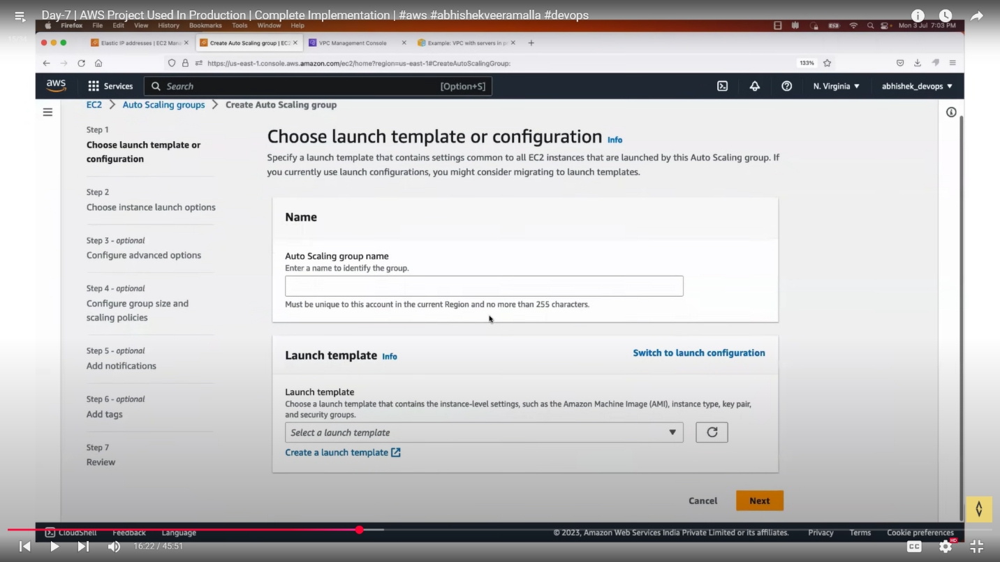 Day-7 | AWS Project Used In Production | Complete Implementation | #aws #abhishekveeramalla #devops
Firefox File Edit View History Bookmarks Tools Window Help
Mon 3 Jul 7:03 PM
Elastic IP addresses | EC2 Mana
Create Auto Scaling group | EC2
VPC Management Console
Example: VPC with servers in p
https://us-east-1.console.aws.amazon.com/ec2/home?region=us-east-1#CreateAutoScalingGroup:
133%
aws
Services
Search
[Option+S]
N. Virginia
abhishek_devops
EC2 > Auto Scaling groups > Create Auto Scaling group
Step 1
Choose launch template or
configuration
Step 2
Choose instance launch options
Step 3 - optional
Configure advanced options
Step 4 - optional
Configure group size and
scaling policies
Step 5 - optional
Add notifications
Step 6 - optional
Add tags
Step 7
Review
Choose launch template or configuration Info
Specify a launch template that contains settings common to all EC2 instances that are launched by this Auto Scaling group. If
you currently use launch configurations, you might consider migrating to launch templates.
Name
Auto Scaling group name
Enter a name to identify the group.
Must be unique to this account in the current Region and no more than 255 characters.
Launch template Info
Switch to launch configuration
Launch template
Choose a launch template that contains the instance-level settings, such as the Amazon Machine Image (AMI), instance type, key pair,
and security groups.
Select a launch template
Create a launch template
Cancel
Next
CloudShell Feedback Language
© 2023, Amazon Web Services India Private Limited or its affiliates.
Privacy Terms Cookie preferences
16:22 / 45:51
CC
HD